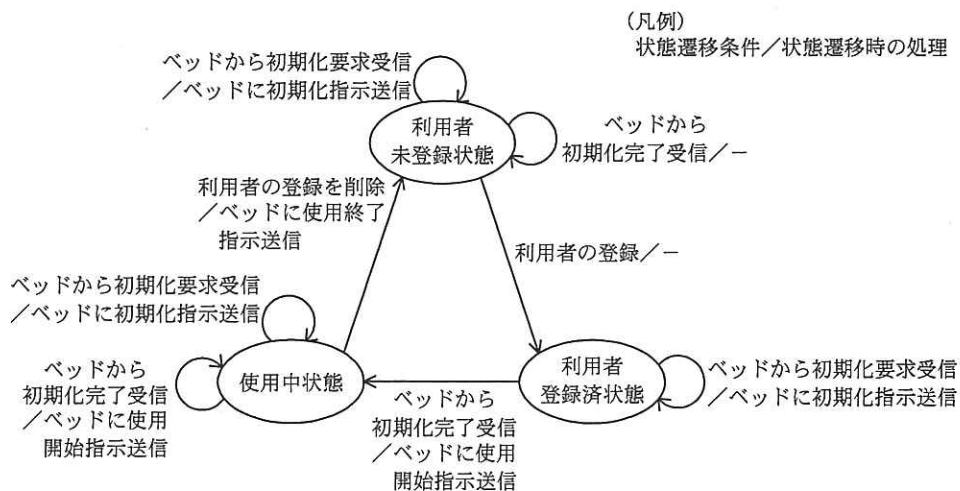 （凡例）
状態遷移条件／状態遷移時の処理
ベッドから初期化要求受信
／ベッドに初期化指示送信
利用者
未登録状態
ベッドから
初期化完了受信／－
利用者の登録を削除
／ベッドに使用終了
指示送信
利用者の登録／－
ベッドから初期化要求受信
／ベッドに初期化指示送信
ベッドから
初期化完了受信
／ベッドに使用
開始指示送信
使用中状態
利用者
登録済状態
ベッドから初期化要求受信
／ベッドに初期化指示送信
ベッドから
初期化完了受信
／ベッドに使用
開始指示送信